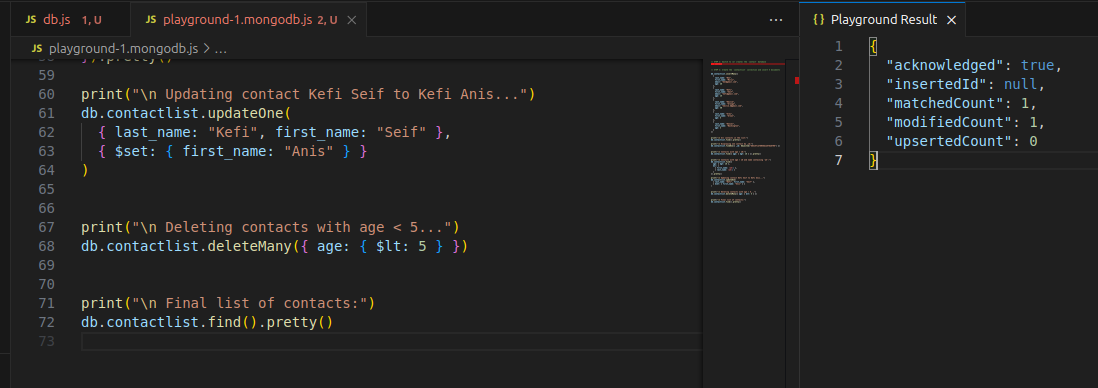 JS db.js 1, U
JS playground-1.mongodb.js 2, U ×
...
{} Playground Result ×
JS playground-1.mongodb.js > ...
59
60 print("\n Updating contact Kefi Seif to Kefi Anis...")
61 db.contactlist.updateOne(
62 { last_name: "Kefi", first_name: "Seif" },
63 { $set: { first_name: "Anis" } }
64 )
65
66
67 print("\n Deleting contacts with age < 5...")
68 db.contactlist.deleteMany({ age: { $lt: 5 } })
69
70
71 print("\n Final list of contacts:")
72 db.contactlist.find().pretty()
73
1 {
2 "acknowledged": true,
3 "insertedId": null,
4 "matchedCount": 1,
5 "modifiedCount": 1,
6 "upsertedCount": 0
7 }